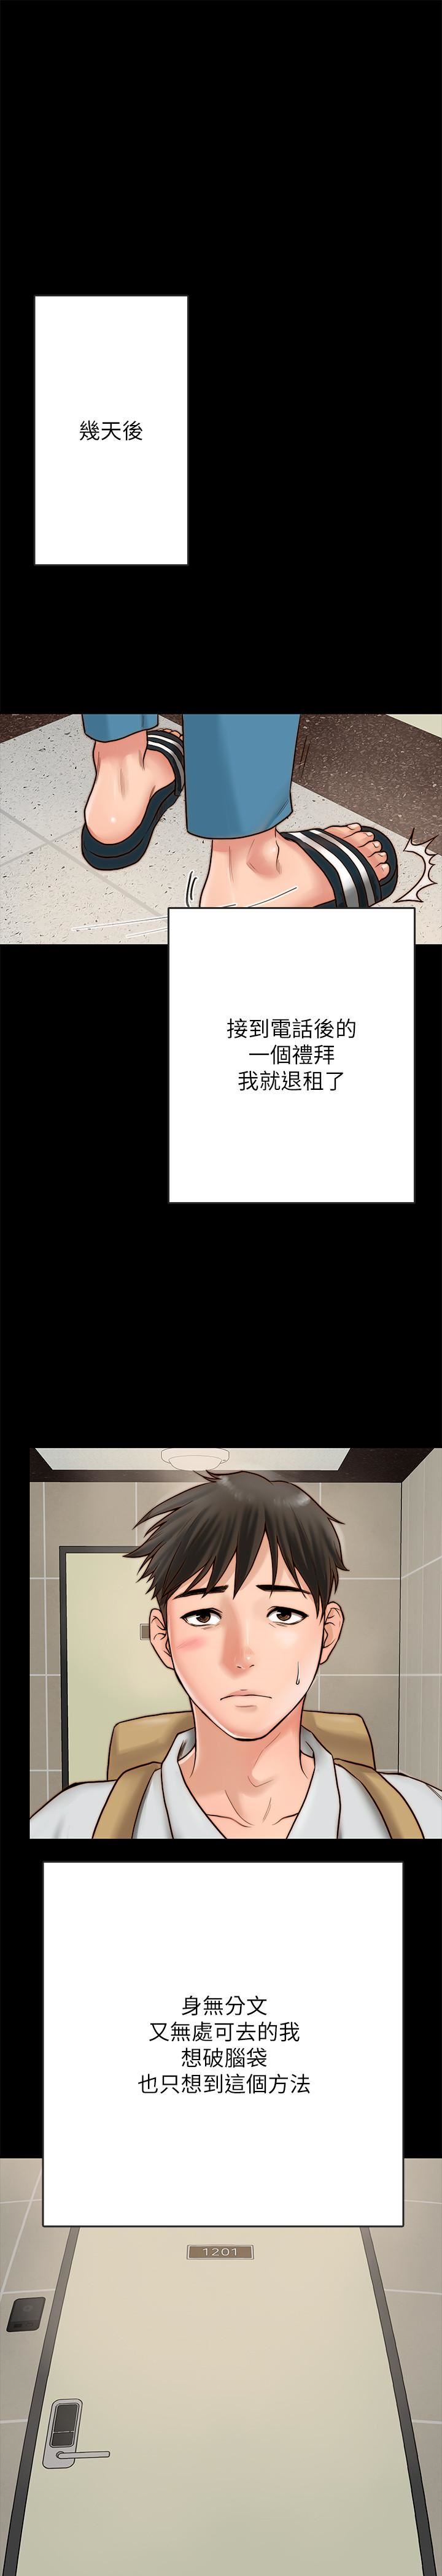 幾天後
接到電話後的
一個禮拜
我就退租了
身無分文
又無處可去的我
想破腦袋
也只想到這個方法
1201